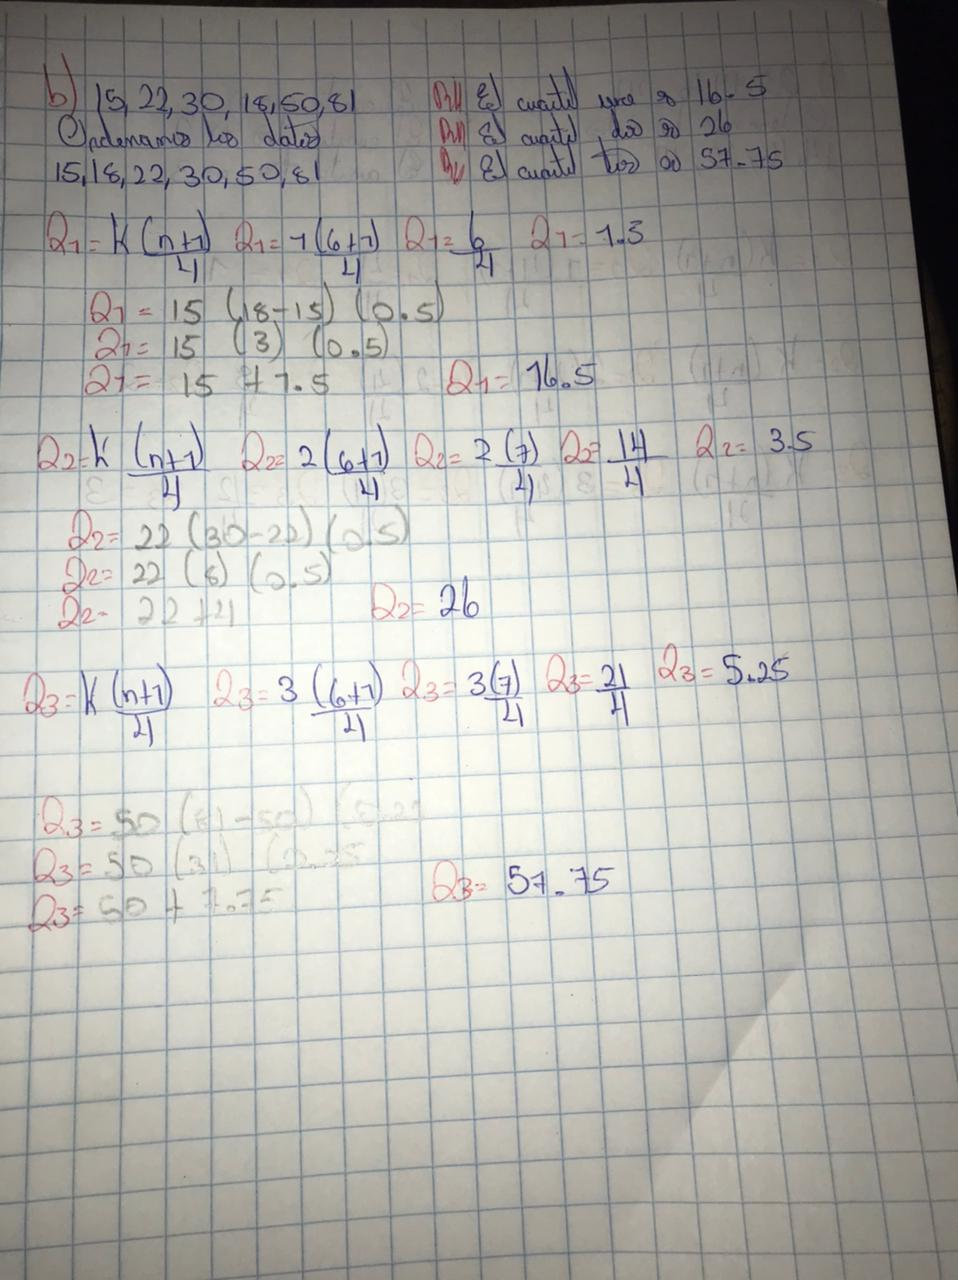 b) 15, 22, 30, 18, 50, 81
Ordenamos los datos
15, 18, 22, 30, 50, 81
R// El cuartil uno es 16.5
R// El cuartil dos es 26
R// El cuartil tres es 57.75
Q1 = K (n+1)/4 Q1 = 1 (6+1)/4 Q1 = 6/4 Q1 = 1.5
Q1 = 15 (18-15) (0.5)
Q1 = 15 (3) (0.5)
Q1 = 15 + 1.5 Q1 = 16.5
Q2 = K (n+1)/4 Q2 = 2 (6+1)/4 Q2 = 2 (7)/4 Q2 = 14/4 Q2 = 3.5
Q2 = 22 (30-22) (0.5)
Q2 = 22 (8) (0.5)
Q2 = 22 + 4 Q2 = 26
Q3 = K (n+1)/4 Q3 = 3 (6+1)/4 Q3 = 3(7)/4 Q3 = 21/4 Q3 = 5.25
Q3 = 50 (81-50)
Q3 = 50 (31) (0.25
Q3 = 50 + 7.75 Q3 = 57.75